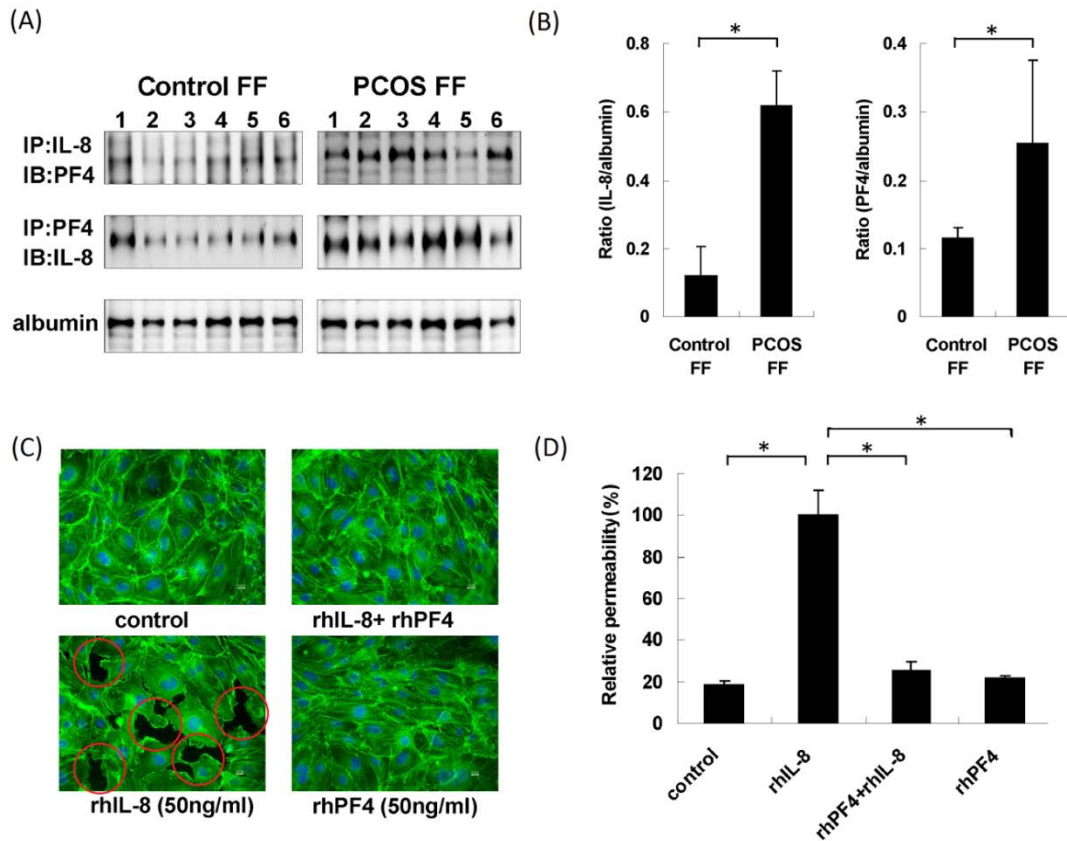 (A)
Control FF
PCOS FF
1 2 3 4 5 6
1 2 3 4 5 6
IP:IL-8
IB:PF4
IP:PF4
IB:IL-8
albumin
(B)
*
Ratio (IL-8/albumin)
0.8
0.6
0.4
0.2
0
Control
FF
PCOS
FF
*
Ratio (PF4/albumin)
0.4
0.3
0.2
0.1
0
Control
FF
PCOS
FF
(C)
control
rhIL-8+ rhPF4
rhIL-8 (50ng/ml)
rhPF4 (50ng/ml)
(D)
*
*
*
Relative permeability(%)
120
100
80
60
40
20
0
control
rhIL-8
rhPF4+rhIL-8
rhPF4